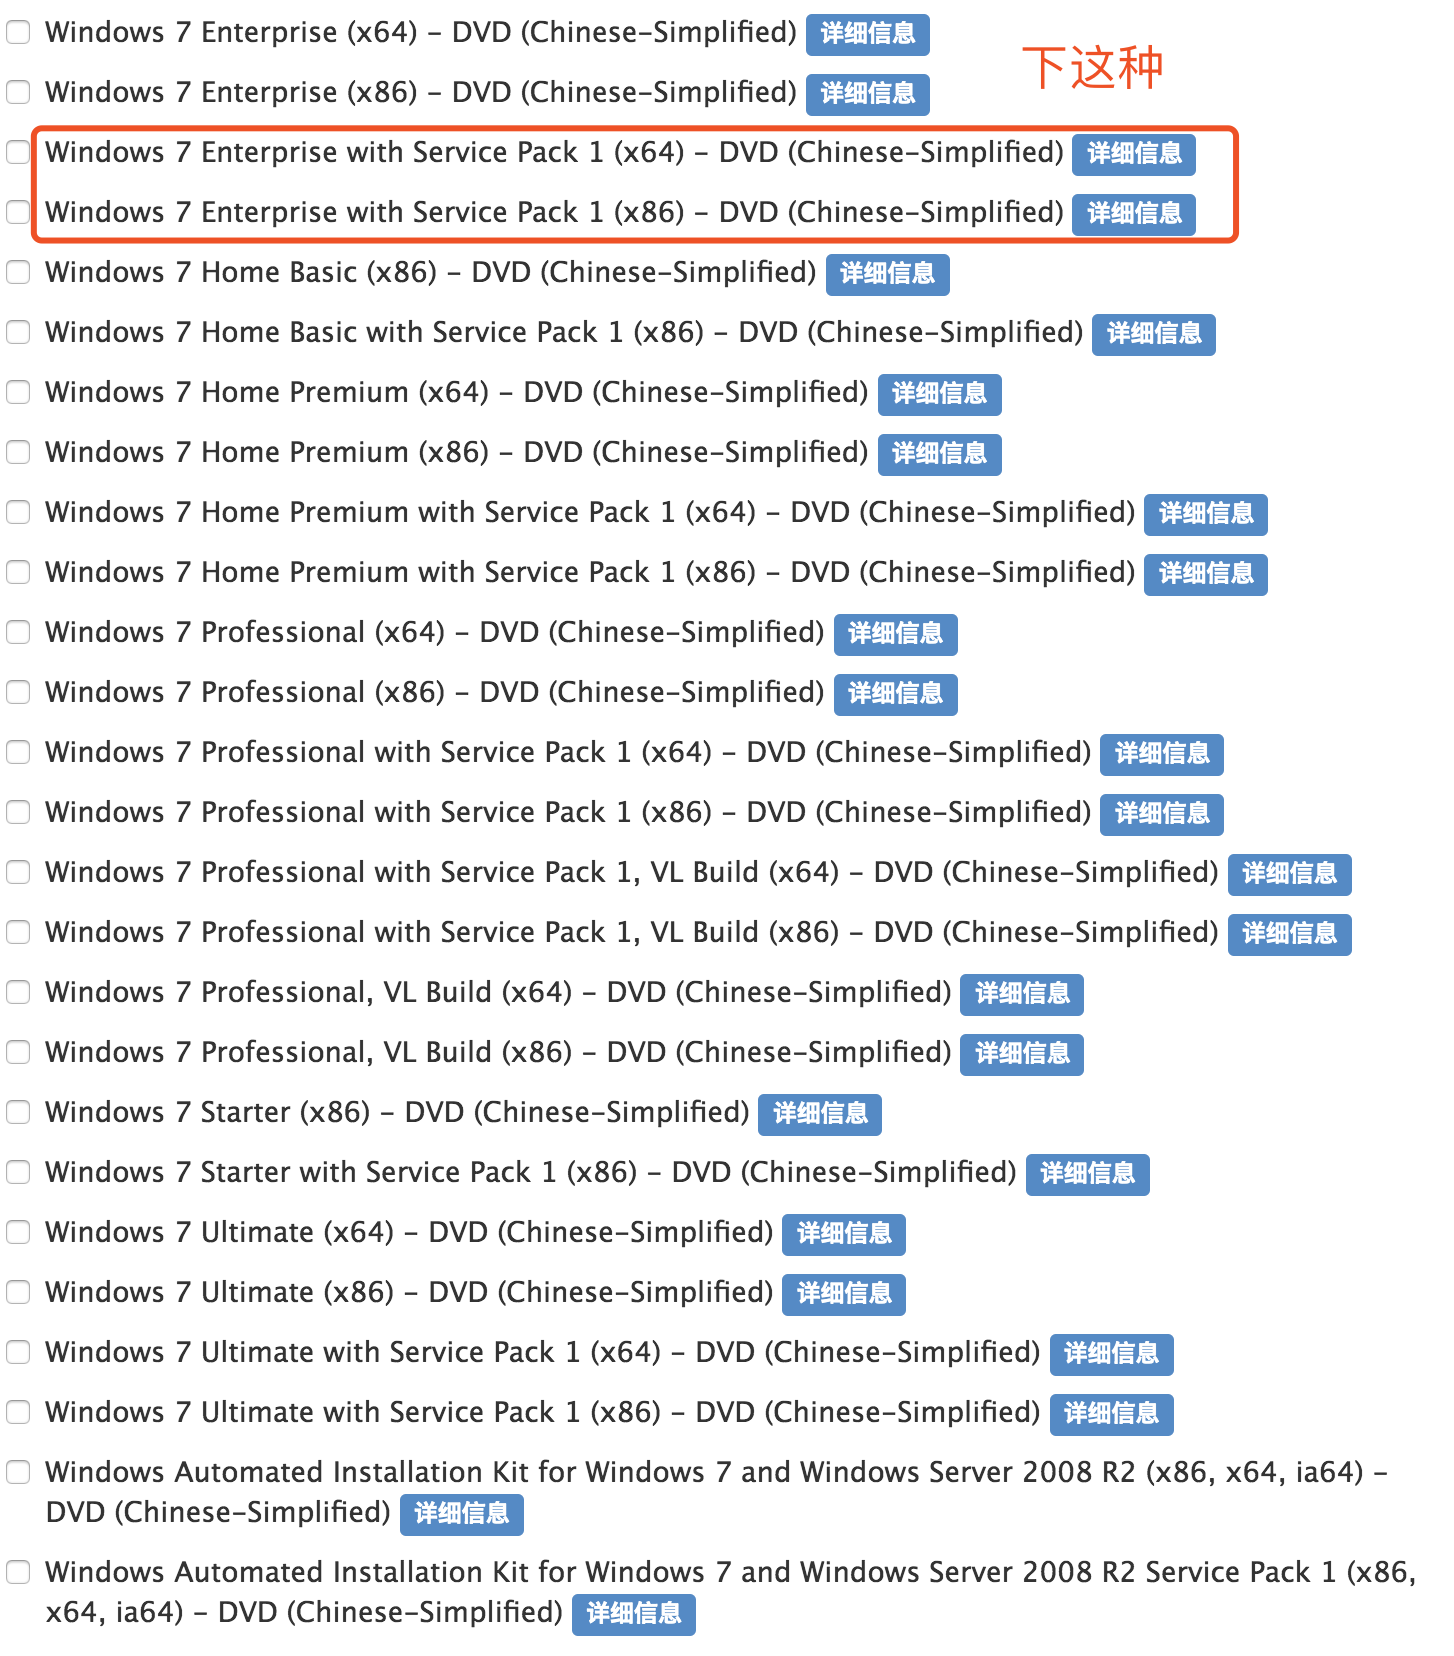 Windows 7 Enterprise (x64) – DVD (Chinese-Simplified) 详细信息
下这种
Windows 7 Enterprise (x86) – DVD (Chinese-Simplified) 详细信息
Windows 7 Enterprise with Service Pack 1 (x64) – DVD (Chinese-Simplified) 详细信息
Windows 7 Enterprise with Service Pack 1 (x86) – DVD (Chinese-Simplified) 详细信息
Windows 7 Home Basic (x86) – DVD (Chinese-Simplified) 详细信息
Windows 7 Home Basic with Service Pack 1 (x86) – DVD (Chinese-Simplified) 详细信息
Windows 7 Home Premium (x64) – DVD (Chinese-Simplified) 详细信息
Windows 7 Home Premium (x86) – DVD (Chinese-Simplified) 详细信息
Windows 7 Home Premium with Service Pack 1 (x64) – DVD (Chinese-Simplified) 详细信息
Windows 7 Home Premium with Service Pack 1 (x86) – DVD (Chinese-Simplified) 详细信息
Windows 7 Professional (x64) – DVD (Chinese-Simplified) 详细信息
Windows 7 Professional (x86) – DVD (Chinese-Simplified) 详细信息
Windows 7 Professional with Service Pack 1 (x64) – DVD (Chinese-Simplified) 详细信息
Windows 7 Professional with Service Pack 1 (x86) – DVD (Chinese-Simplified) 详细信息
Windows 7 Professional with Service Pack 1, VL Build (x64) – DVD (Chinese-Simplified) 详细信息
Windows 7 Professional with Service Pack 1, VL Build (x86) – DVD (Chinese-Simplified) 详细信息
Windows 7 Professional, VL Build (x64) – DVD (Chinese-Simplified) 详细信息
Windows 7 Professional, VL Build (x86) – DVD (Chinese-Simplified) 详细信息
Windows 7 Starter (x86) – DVD (Chinese-Simplified) 详细信息
Windows 7 Starter with Service Pack 1 (x86) – DVD (Chinese-Simplified) 详细信息
Windows 7 Ultimate (x64) – DVD (Chinese-Simplified) 详细信息
Windows 7 Ultimate (x86) – DVD (Chinese-Simplified) 详细信息
Windows 7 Ultimate with Service Pack 1 (x64) – DVD (Chinese-Simplified) 详细信息
Windows 7 Ultimate with Service Pack 1 (x86) – DVD (Chinese-Simplified) 详细信息
Windows Automated Installation Kit for Windows 7 and Windows Server 2008 R2 (x86, x64, ia64) –
DVD (Chinese-Simplified) 详细信息
Windows Automated Installation Kit for Windows 7 and Windows Server 2008 R2 Service Pack 1 (x86,
x64, ia64) – DVD (Chinese-Simplified) 详细信息